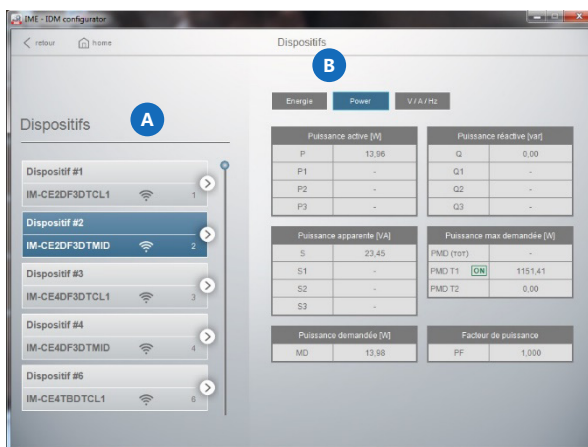 IME - IDM configurator
retour
home
Dispositifs
B
Energie
Power
V / A / Hz
A
Dispositifs
Dispositif #1
IM-CE2DF3DTCL1
1
Dispositif #2
IM-CE2DF3DTMID
2
Dispositif #3
IM-CE4DF3DTCL1
3
Dispositif #4
IM-CE4DF3DTMID
4
Dispositif #6
IM-CE4TBDTCL1
6
Puissance active [W]
P 13,96
P1 -
P2 -
P3 -
Puissance réactive [var]
Q 0,00
Q1 -
Q2 -
Q3 -
Puissance apparente [VA]
S 23,45
S1 -
S2 -
S3 -
Puissance max demandée [W]
PMD (TOT) -
PMD T1 ON 1151,41
PMD T2 0,00
Puissance demandée [W]
MD 13,98
Facteur de puissance
PF 1,000